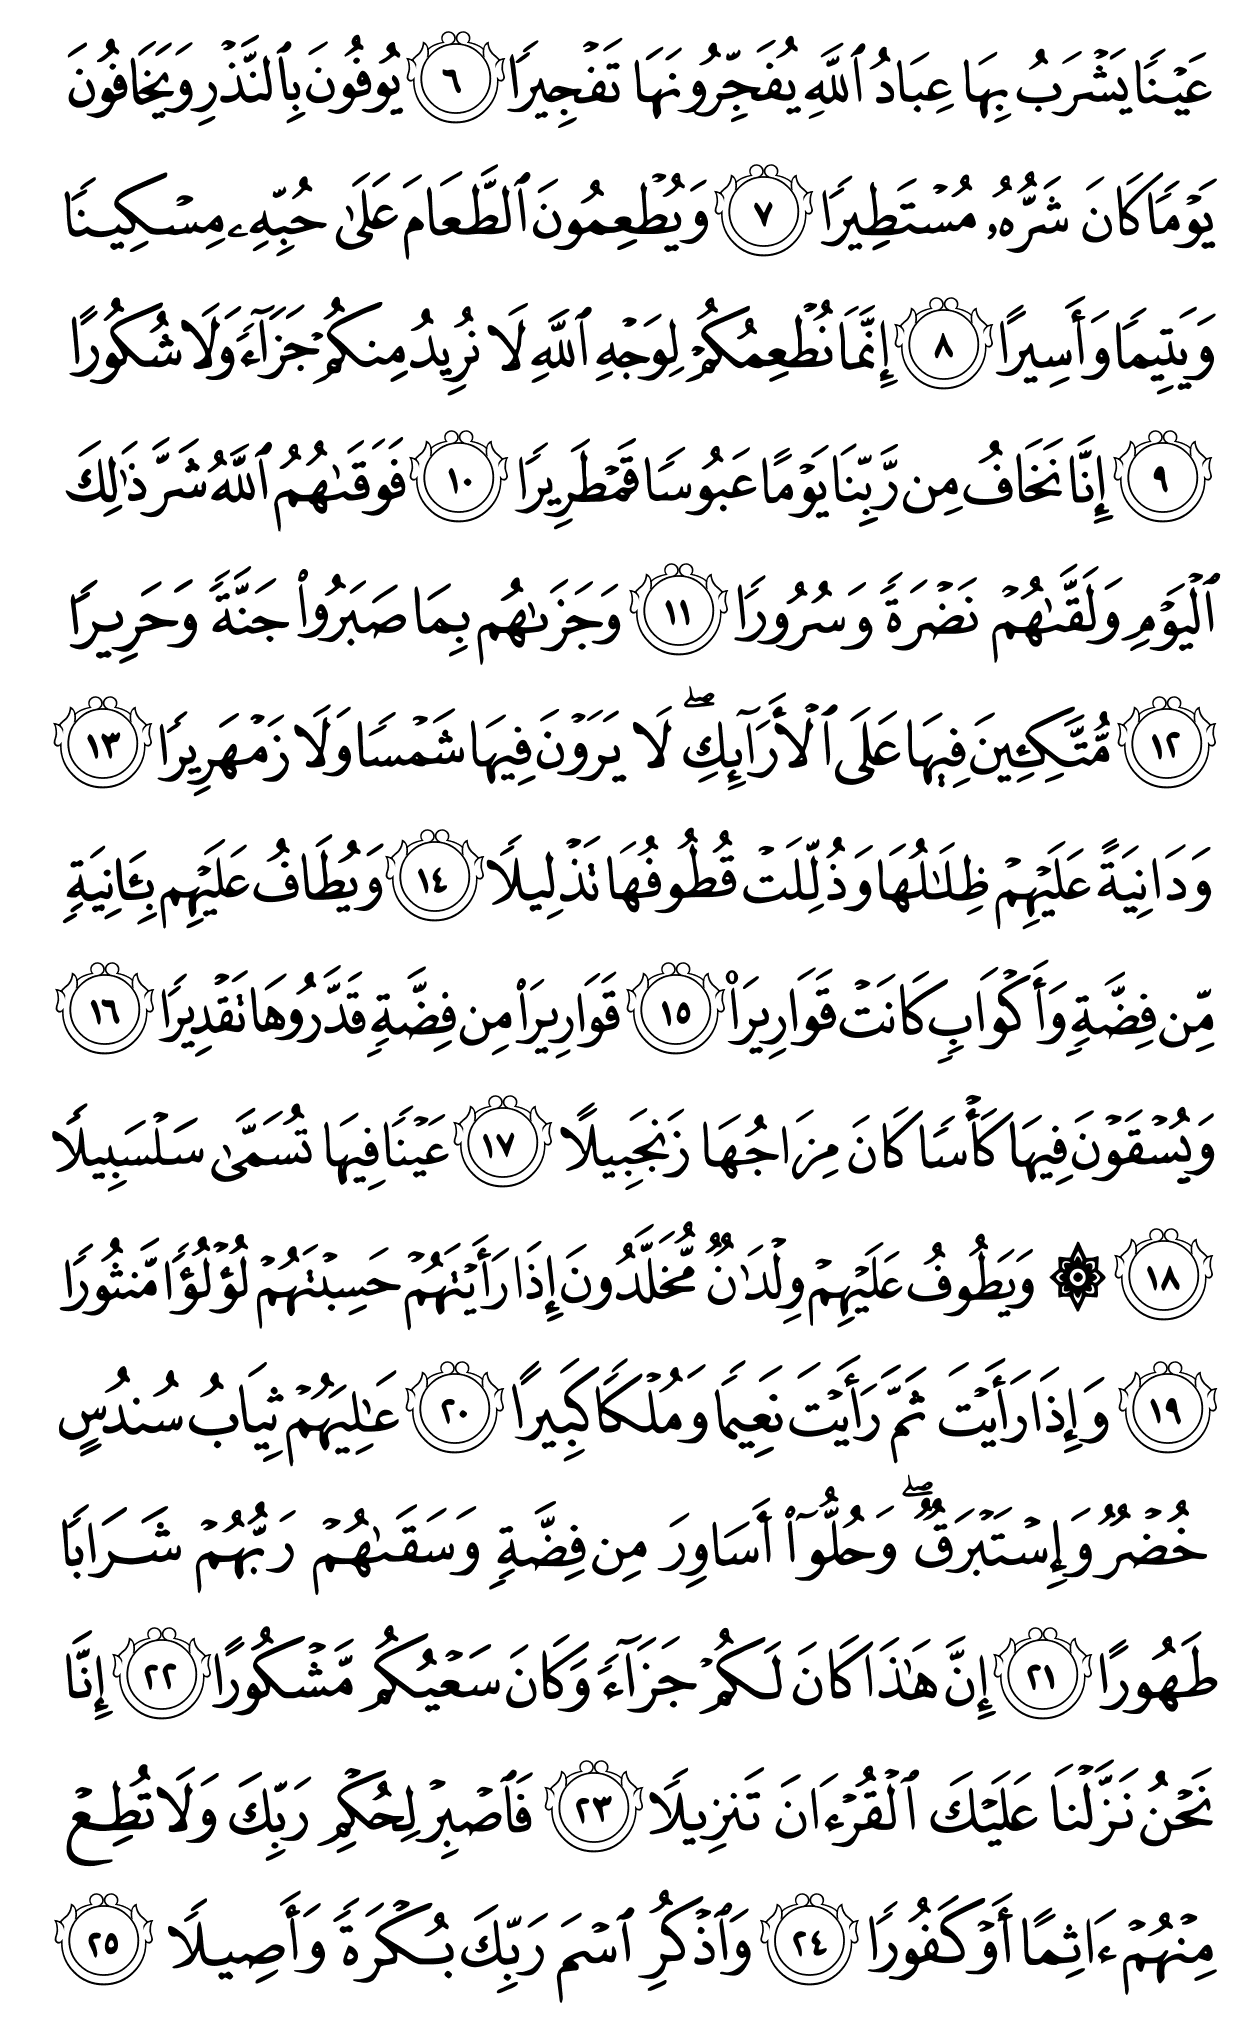 عَيۡنٗا يَشۡرَبُ بِهَا عِبَادُ ٱللَّهِ يُفَجِّرُونَهَا تَفۡجِيرٗا ٦ يُوفُونَ بِٱلنَّذۡرِ وَيَخَافُونَ
يَوۡمٗا كَانَ شَرُّهُۥ مُسۡتَطِيرٗا ٧ وَيُطۡعِمُونَ ٱلطَّعَامَ عَلَىٰ حُبِّهِۦ مِسۡكِينٗا
وَيَتِيمٗا وَأَسِيرًا ٨ إِنَّمَا نُطۡعِمُكُمۡ لِوَجۡهِ ٱللَّهِ لَا نُرِيدُ مِنكُمۡ جَزَآءٗ وَلَا شُكُورًا
٩ إِنَّا نَخَافُ مِن رَّبِّنَا يَوۡمًا عَبُوسٗا قَمۡطَرِيرٗا ١٠ فَوَقَىٰهُمُ ٱللَّهُ شَرَّ ذَٰلِكَ
ٱلۡيَوۡمِ وَلَقَّىٰهُمۡ نَضۡرَةٗ وَسُرُورٗا ١١ وَجَزَىٰهُم بِمَا صَبَرُواْ جَنَّةٗ وَحَرِيرٗا
١٢ مُّتَّكِـِٔينَ فِيهَا عَلَى ٱلۡأَرَآئِكِۖ لَا يَرَوۡنَ فِيهَا شَمۡسٗا وَلَا زَمۡهَرِيرٗا ١٣
وَدَانِيَةً عَلَيۡهِمۡ ظِلَٰلُهَا وَذُلِّلَتۡ قُطُوفُهَا تَذۡلِيلٗا ١٤ وَيُطَافُ عَلَيۡهِم بِـَٔانِيَةٖ
مِّن فِضَّةٖ وَأَكۡوَابٖ كَانَتۡ قَوَارِيرَا۠ ١٥ قَوَارِيرَاْ مِن فِضَّةٖ قَدَّرُوهَا تَقۡدِيرٗا ١٦
وَيُسۡقَوۡنَ فِيهَا كَأۡسٗا كَانَ مِزَاجُهَا زَنجَبِيلًا ١٧ عَيۡنٗا فِيهَا تُسَمَّىٰ سَلۡسَبِيلٗا
١٨ ۞ وَيَطُوفُ عَلَيۡهِمۡ وِلۡدَٰنٞ مُّخَلَّدُونَ إِذَا رَأَيۡتَهُمۡ حَسِبۡتَهُمۡ لُؤۡلُؤٗا مَّنثُورٗا
١٩ وَإِذَا رَأَيۡتَ ثَمَّ رَأَيۡتَ نَعِيمٗا وَمُلۡكٗا كَبِيرًا ٢٠ عَٰلِيَهُمۡ ثِيَابُ سُندُسٍ
خُضۡرٞ وَإِسۡتَبۡرَقٞۖ وَحُلُّوٓاْ أَسَاوِرَ مِن فِضَّةٖ وَسَقَىٰهُمۡ رَبُّهُمۡ شَرَابٗا
طَهُورًا ٢١ إِنَّ هَٰذَا كَانَ لَكُمۡ جَزَآءٗ وَكَانَ سَعۡيُكُم مَّشۡكُورًا ٢٢ إِنَّا
نَحۡنُ نَزَّلۡنَا عَلَيۡكَ ٱلۡقُرۡءَانَ تَنزِيلٗا ٢٣ فَٱصۡبِرۡ لِحُكۡمِ رَبِّكَ وَلَا تُطِعۡ
مِنۡهُمۡ ءَاثِمًا أَوۡ كَفُورٗا ٢٤ وَٱذۡكُرِ ٱسۡمَ رَبِّكَ بُكۡرَةٗ وَأَصِيلٗا ٢٥